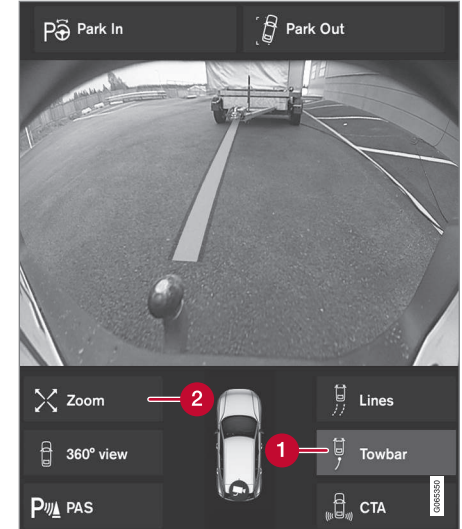 Park In
Park Out
Zoom
2
Lines
360° view
1
Towbar
PAS
CTA
G065350